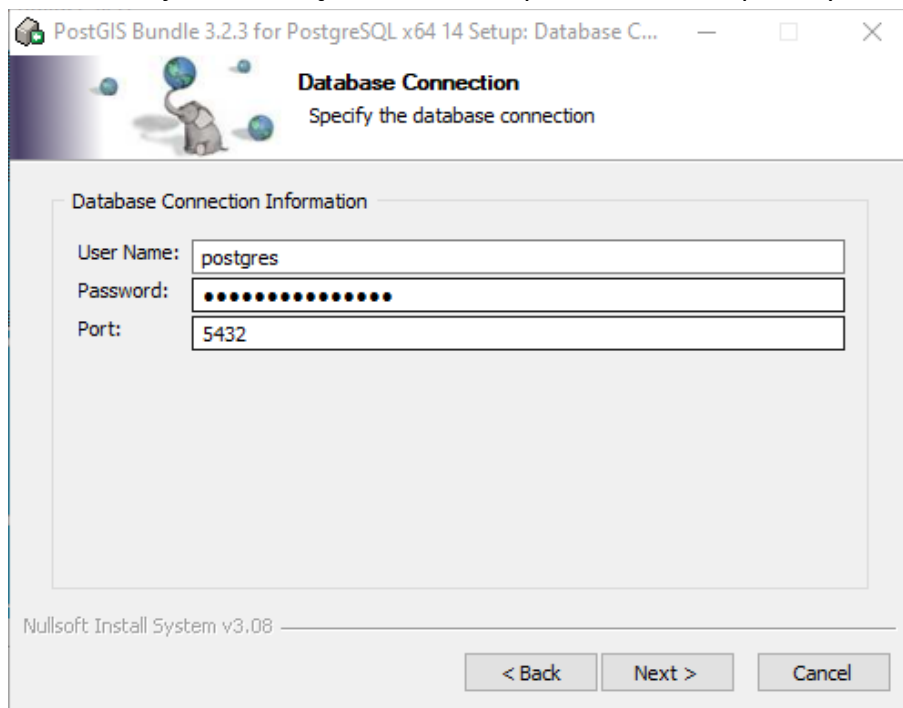 PostGIS Bundle 3.2.3 for PostgreSQL x64 14 Setup: Database C...
Database Connection
Specify the database connection
Database Connection Information
User Name: postgres
Password: ●●●●●●●●●●●●●●●
Port: 5432
Nullsoft Install System v3.08
< Back Next > Cancel